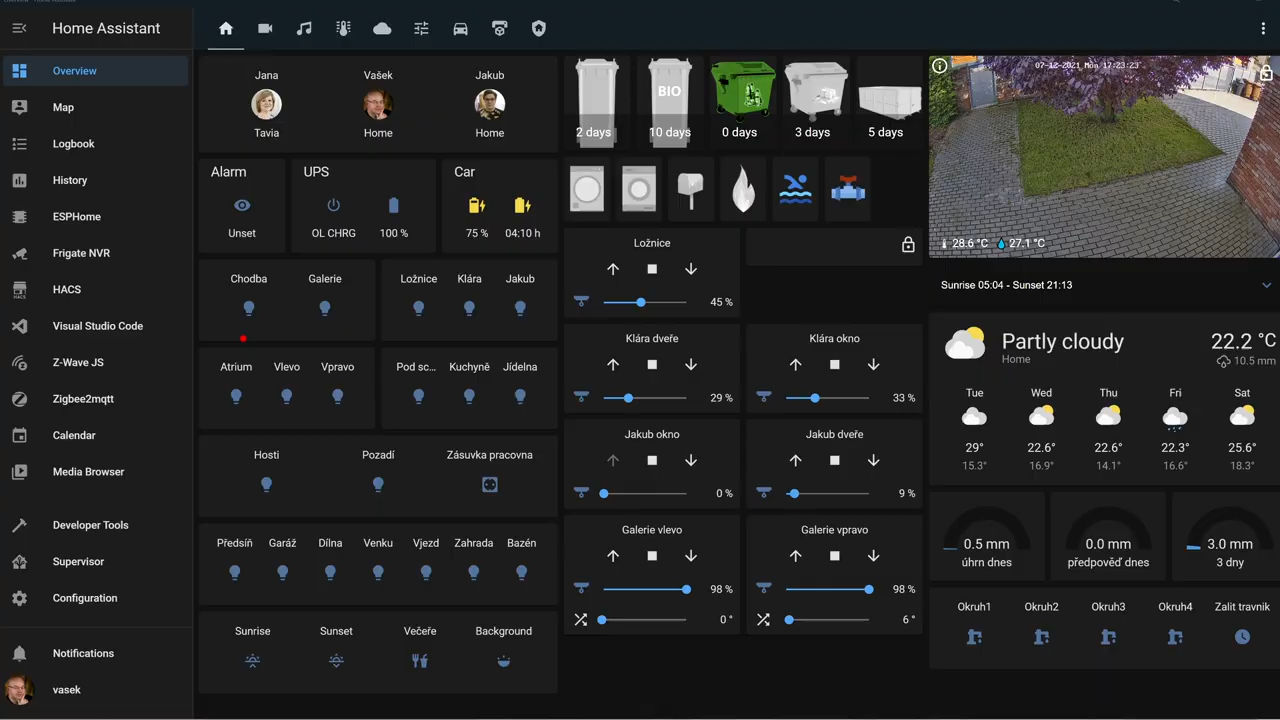 Home Assistant
Overview
Map
Logbook
History
ESPHome
Frigate NVR
HACS
HACS
Visual Studio Code
Z-Wave JS
Zigbee2mqtt
Calendar
Media Browser
Developer Tools
Supervisor
Configuration
Notifications
vasek
Jana Vašek Jakub
Tavia Home Home
Alarm
Unset
UPS
OL CHRG 100 %
Car
75 % 04:10 h
Chodba Galerie
Ložnice Klára Jakub
Atrium Vlevo Vpravo
Pod sc... Kuchyně Jídelna
Hosti Pozadí Zásuvka pracovna
Předsíň Garáž Dílna Venku Vjezd Zahrada Bazén
Sunrise Sunset Večeře Background
BIO
2 days 10 days 0 days 3 days 5 days
Ložnice
45 %
Klára dveře
29 %
Klára okno
33 %
Jakub okno
0 %
Jakub dveře
9 %
Galerie vlevo
98 %
0 °
Galerie vpravo
98 %
6 °
07-12-2021 Mon 17:23:23
28.6 °C 27.1 °C
Sunrise 05:04 - Sunset 21:13
Partly cloudy
Home
22.2 °C
10.5 mm
Tue Wed Thu Fri Sat
29° 22.6° 22.6° 22.3° 25.6°
15.3° 16.9° 14.1° 16.6° 18.3°
0.5 mm
úhrn dnes
0.0 mm
předpověď dnes
3.0 mm
3 dny
Okruh1 Okruh2 Okruh3 Okruh4 Zalit travnik